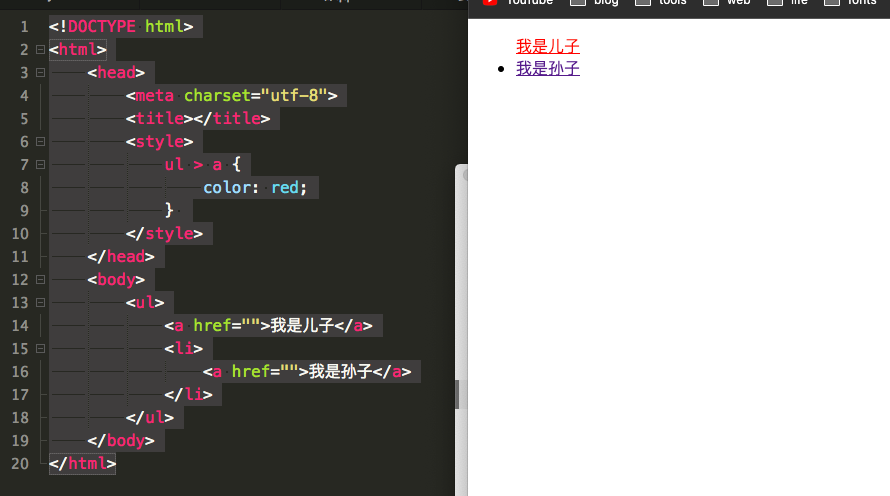 YouTube blog tools web life fonts
1 <!DOCTYPE html>
2 <html>
3 <head>
4 <meta charset="utf-8">
5 <title></title>
6 <style>
7 ul > a {
8 color: red;
9 }
10 </style>
11 </head>
12 <body>
13 <ul>
14 <a href="">我是儿子</a>
15 <li>
16 <a href="">我是孙子</a>
17 </li>
18 </ul>
19 </body>
20 </html>
我是儿子
我是孙子